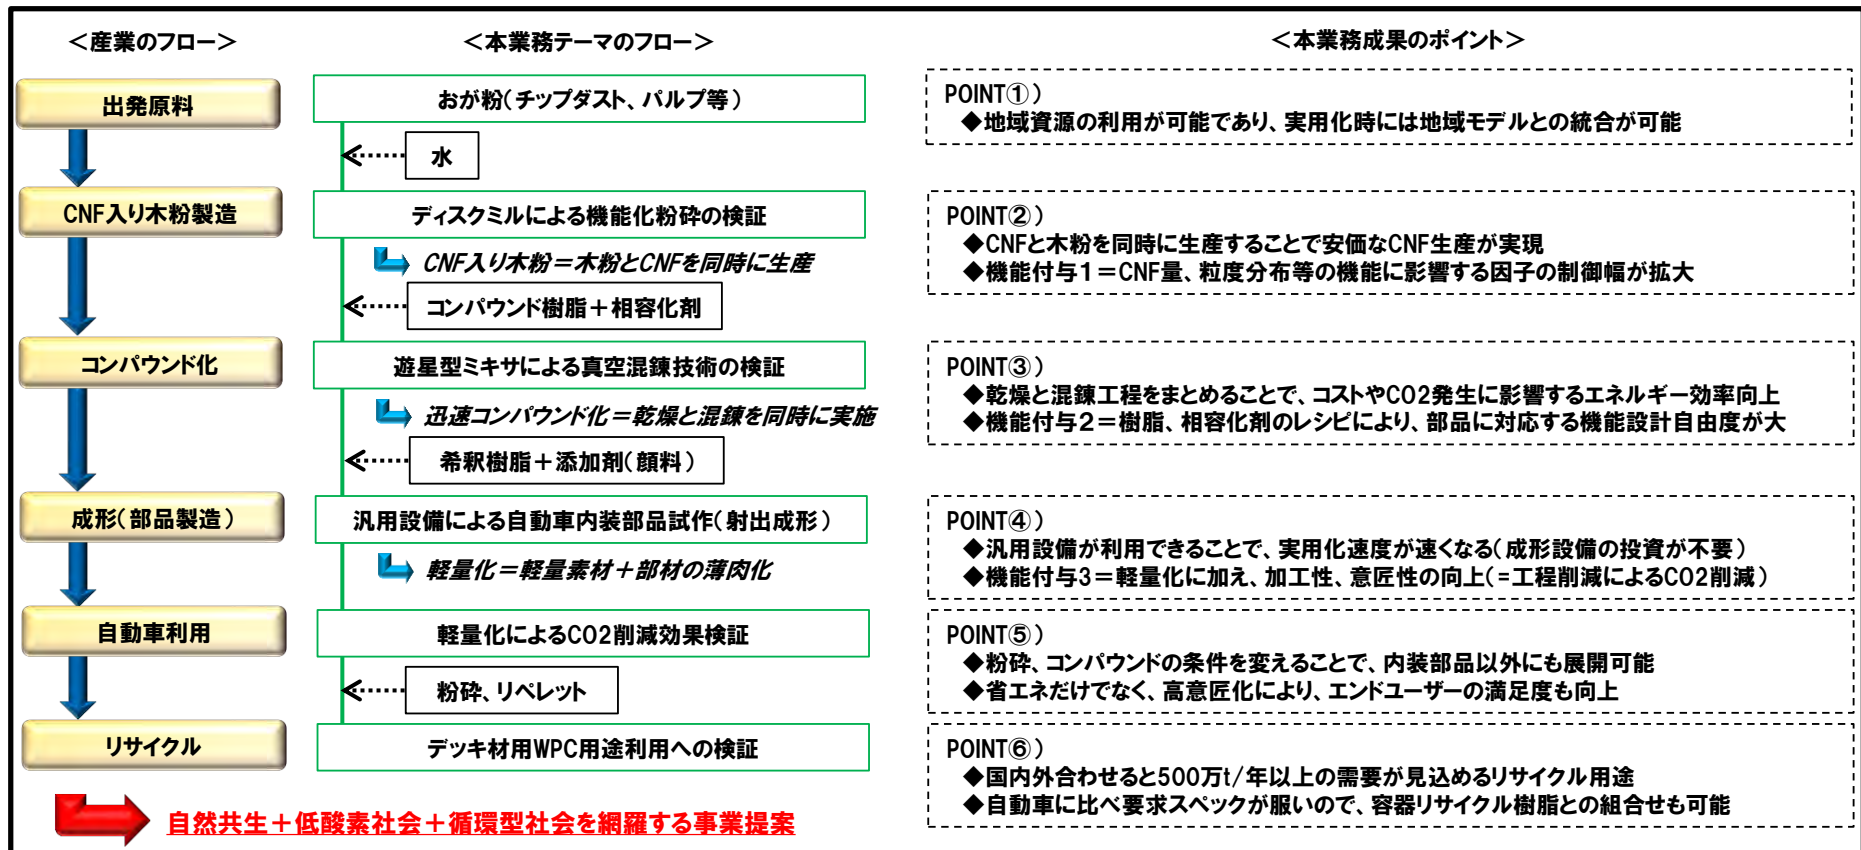 ＜産業のフロー＞
＜本業務テーマのフロー＞
＜本業務成果のポイント＞
出発原料
おが粉（チップダスト、パルプ等）
POINT①）
◆地域資源の利用が可能であり、実用化時には地域モデルとの統合が可能
水
CNF入り木粉製造
ディスクミルによる機能化粉砕の検証
CNF入り木粉＝木粉とCNFを同時に生産
POINT②）
◆CNFと木粉を同時に生産することで安価なCNF生産が実現
◆機能付与１＝CNF量、粒度分布等の機能に影響する因子の制御幅が拡大
コンパウンド樹脂＋相容化剤
コンパウンド化
遊星型ミキサによる真空混錬技術の検証
迅速コンパウンド化＝乾燥と混錬を同時に実施
POINT③）
◆乾燥と混錬工程をまとめることで、コストやCO2発生に影響するエネルギー効率向上
◆機能付与２＝樹脂、相容化剤のレシピにより、部品に対応する機能設計自由度が大
希釈樹脂＋添加剤（顔料）
成形（部品製造）
汎用設備による自動車内装部品試作（射出成形）
軽量化＝軽量素材＋部材の薄肉化
POINT④）
◆汎用設備が利用できることで、実用化速度が速くなる（成形設備の投資が不要）
◆機能付与3＝軽量化に加え、加工性、意匠性の向上（=工程削減によるCO2削減）
自動車利用
軽量化によるCO2削減効果検証
POINT⑤）
◆粉砕、コンパウンドの条件を変えることで、内装部品以外にも展開可能
◆省エネだけでなく、高意匠化により、エンドユーザーの満足度も向上
粉砕、リペレット
リサイクル
デッキ材用WPC用途利用への検証
POINT⑥）
◆国内外合わせると500万t/年以上の需要が見込めるリサイクル用途
◆自動車に比べ要求スペックが服いので、容器リサイクル樹脂との組合せも可能
自然共生＋低酸素社会＋循環型社会を網羅する事業提案